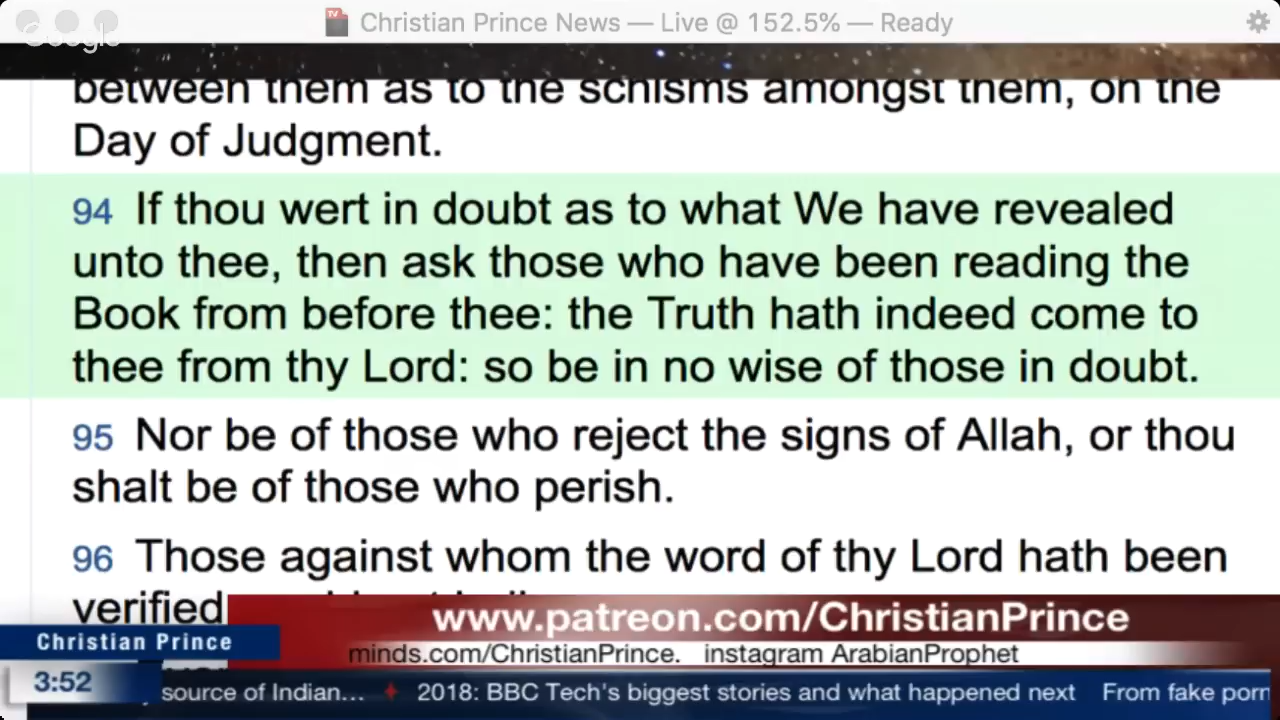 Christian Prince News — Live @ 152.5% — Ready
Google
between them as to the schisms amongst them, on the
Day of Judgment.
94 If thou wert in doubt as to what We have revealed
unto thee, then ask those who have been reading the
Book from before thee: the Truth hath indeed come to
thee from thy Lord: so be in no wise of those in doubt.
95 Nor be of those who reject the signs of Allah, or thou
shalt be of those who perish.
96 Those against whom the word of thy Lord hath been
verified
www.patreon.com/ChristianPrince
Christian Prince
minds.com/ChristianPrince. instagram ArabianProphet
3:52
source of Indian... ♦ 2018: BBC Tech's biggest stories and what happened next From fake porn